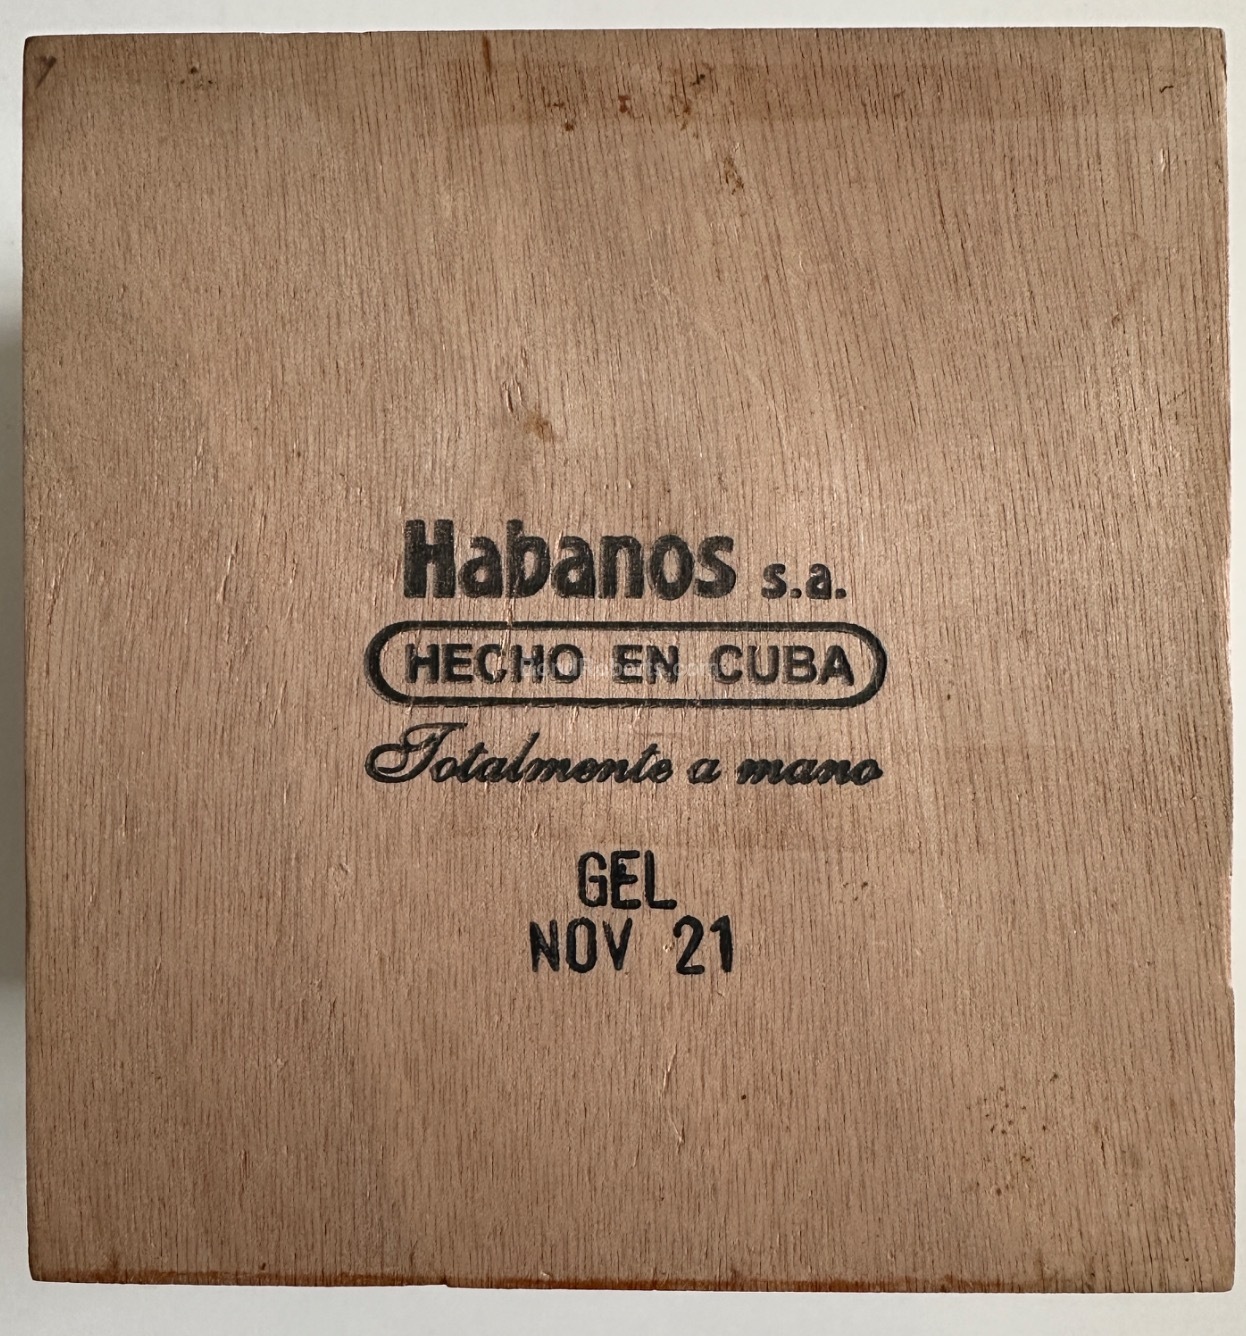 Habanos s.a.
HECHO EN CUBA
Totalmente a mano
GEL
NOV 21